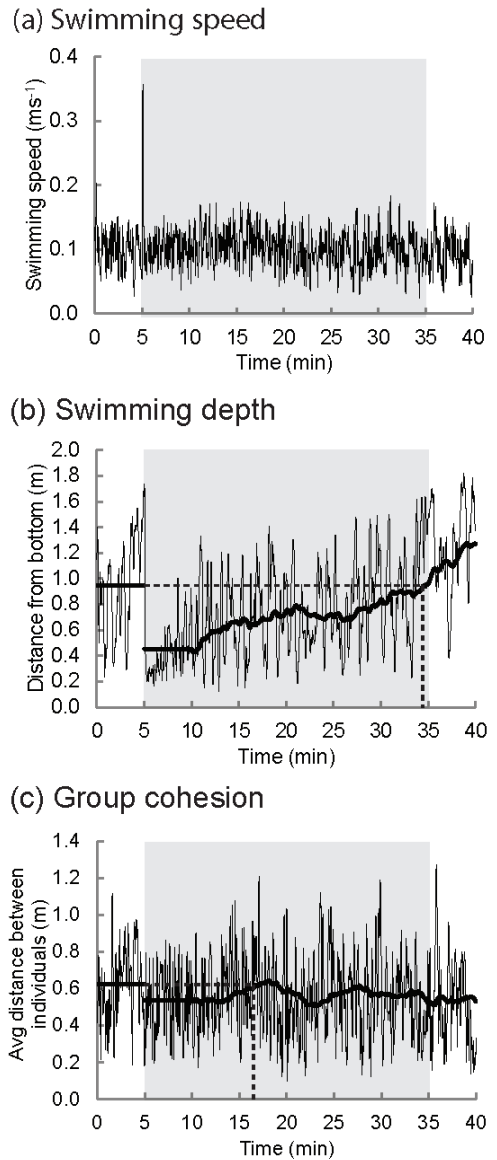 (a) Swimming speed
Swimming speed (ms-1)
0.4
0.3
0.2
0.1
0.0
0 5 10 15 20 25 30 35 40
Time (min)
(b) Swimming depth
Distance from bottom (m)
2.0
1.8
1.6
1.4
1.2
1.0
0.8
0.6
0.4
0.2
0.0
0 5 10 15 20 25 30 35 40
Time (min)
(c) Group cohesion
Avg distance between
individuals (m)
1.4
1.2
1.0
0.8
0.6
0.4
0.2
0.0
0 5 10 15 20 25 30 35 40
Time (min)